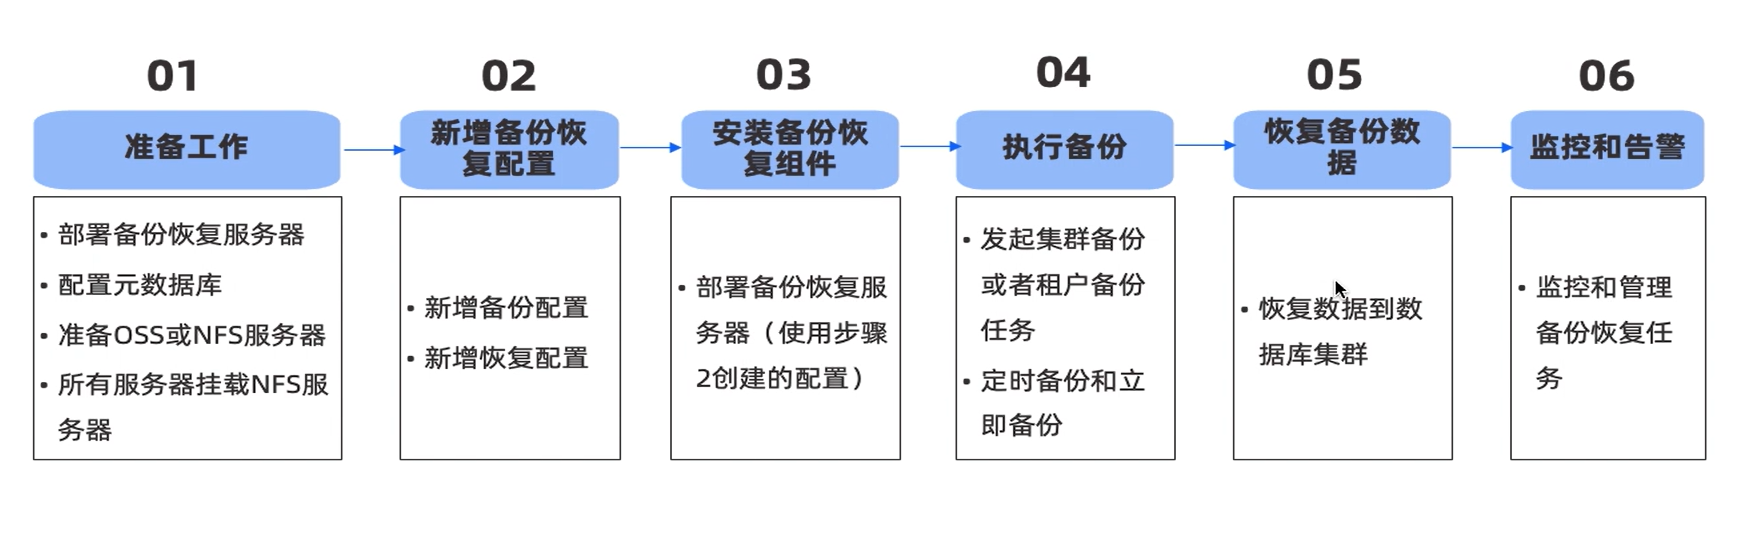 01
准备工作
• 部署备份恢复服务器
• 配置元数据库
• 准备OSS或NFS服务器
• 所有服务器挂载NFS服
务器
02
新增备份恢
复配置
• 新增备份配置
• 新增恢复配置
03
安装备份恢
复组件
• 部署备份恢复服
务器（使用步骤
2创建的配置）
04
执行备份
• 发起集群备份
或者租户备份
任务
• 定时备份和立
即备份
05
恢复备份数
据
• 恢复数据到数
据库集群
06
监控和告警
• 监控和管理
备份恢复任
务